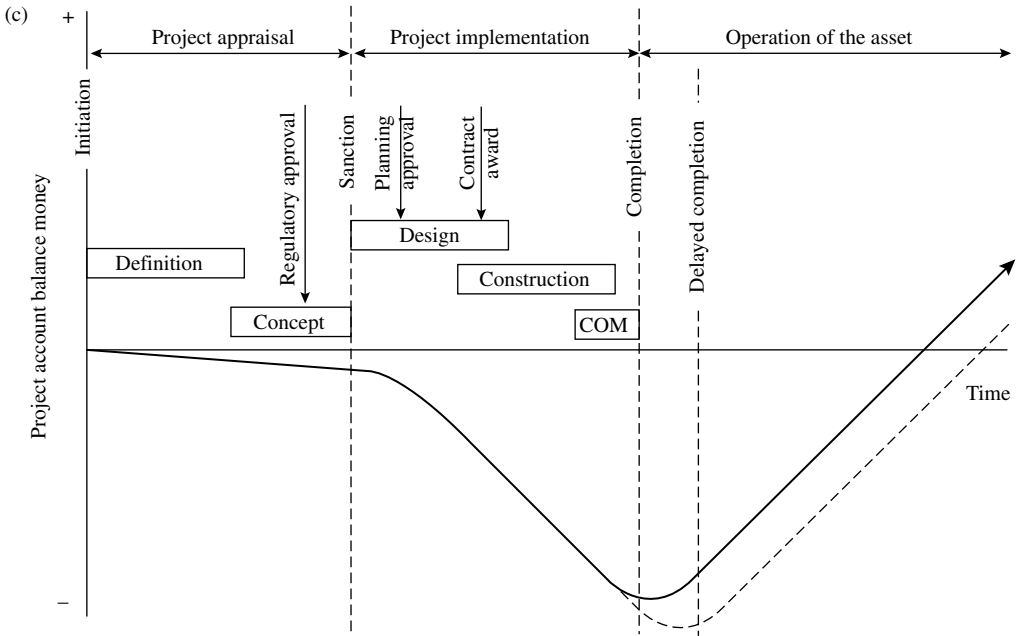 (c)
+
Project appraisal
Project implementation
Operation of the asset
Initiation
Regulatory approval
Sanction
Planning
approval
Contract
award
Completion
Delayed completion
Project account balance money
Design
Definition
Construction
Concept
COM
Time
–